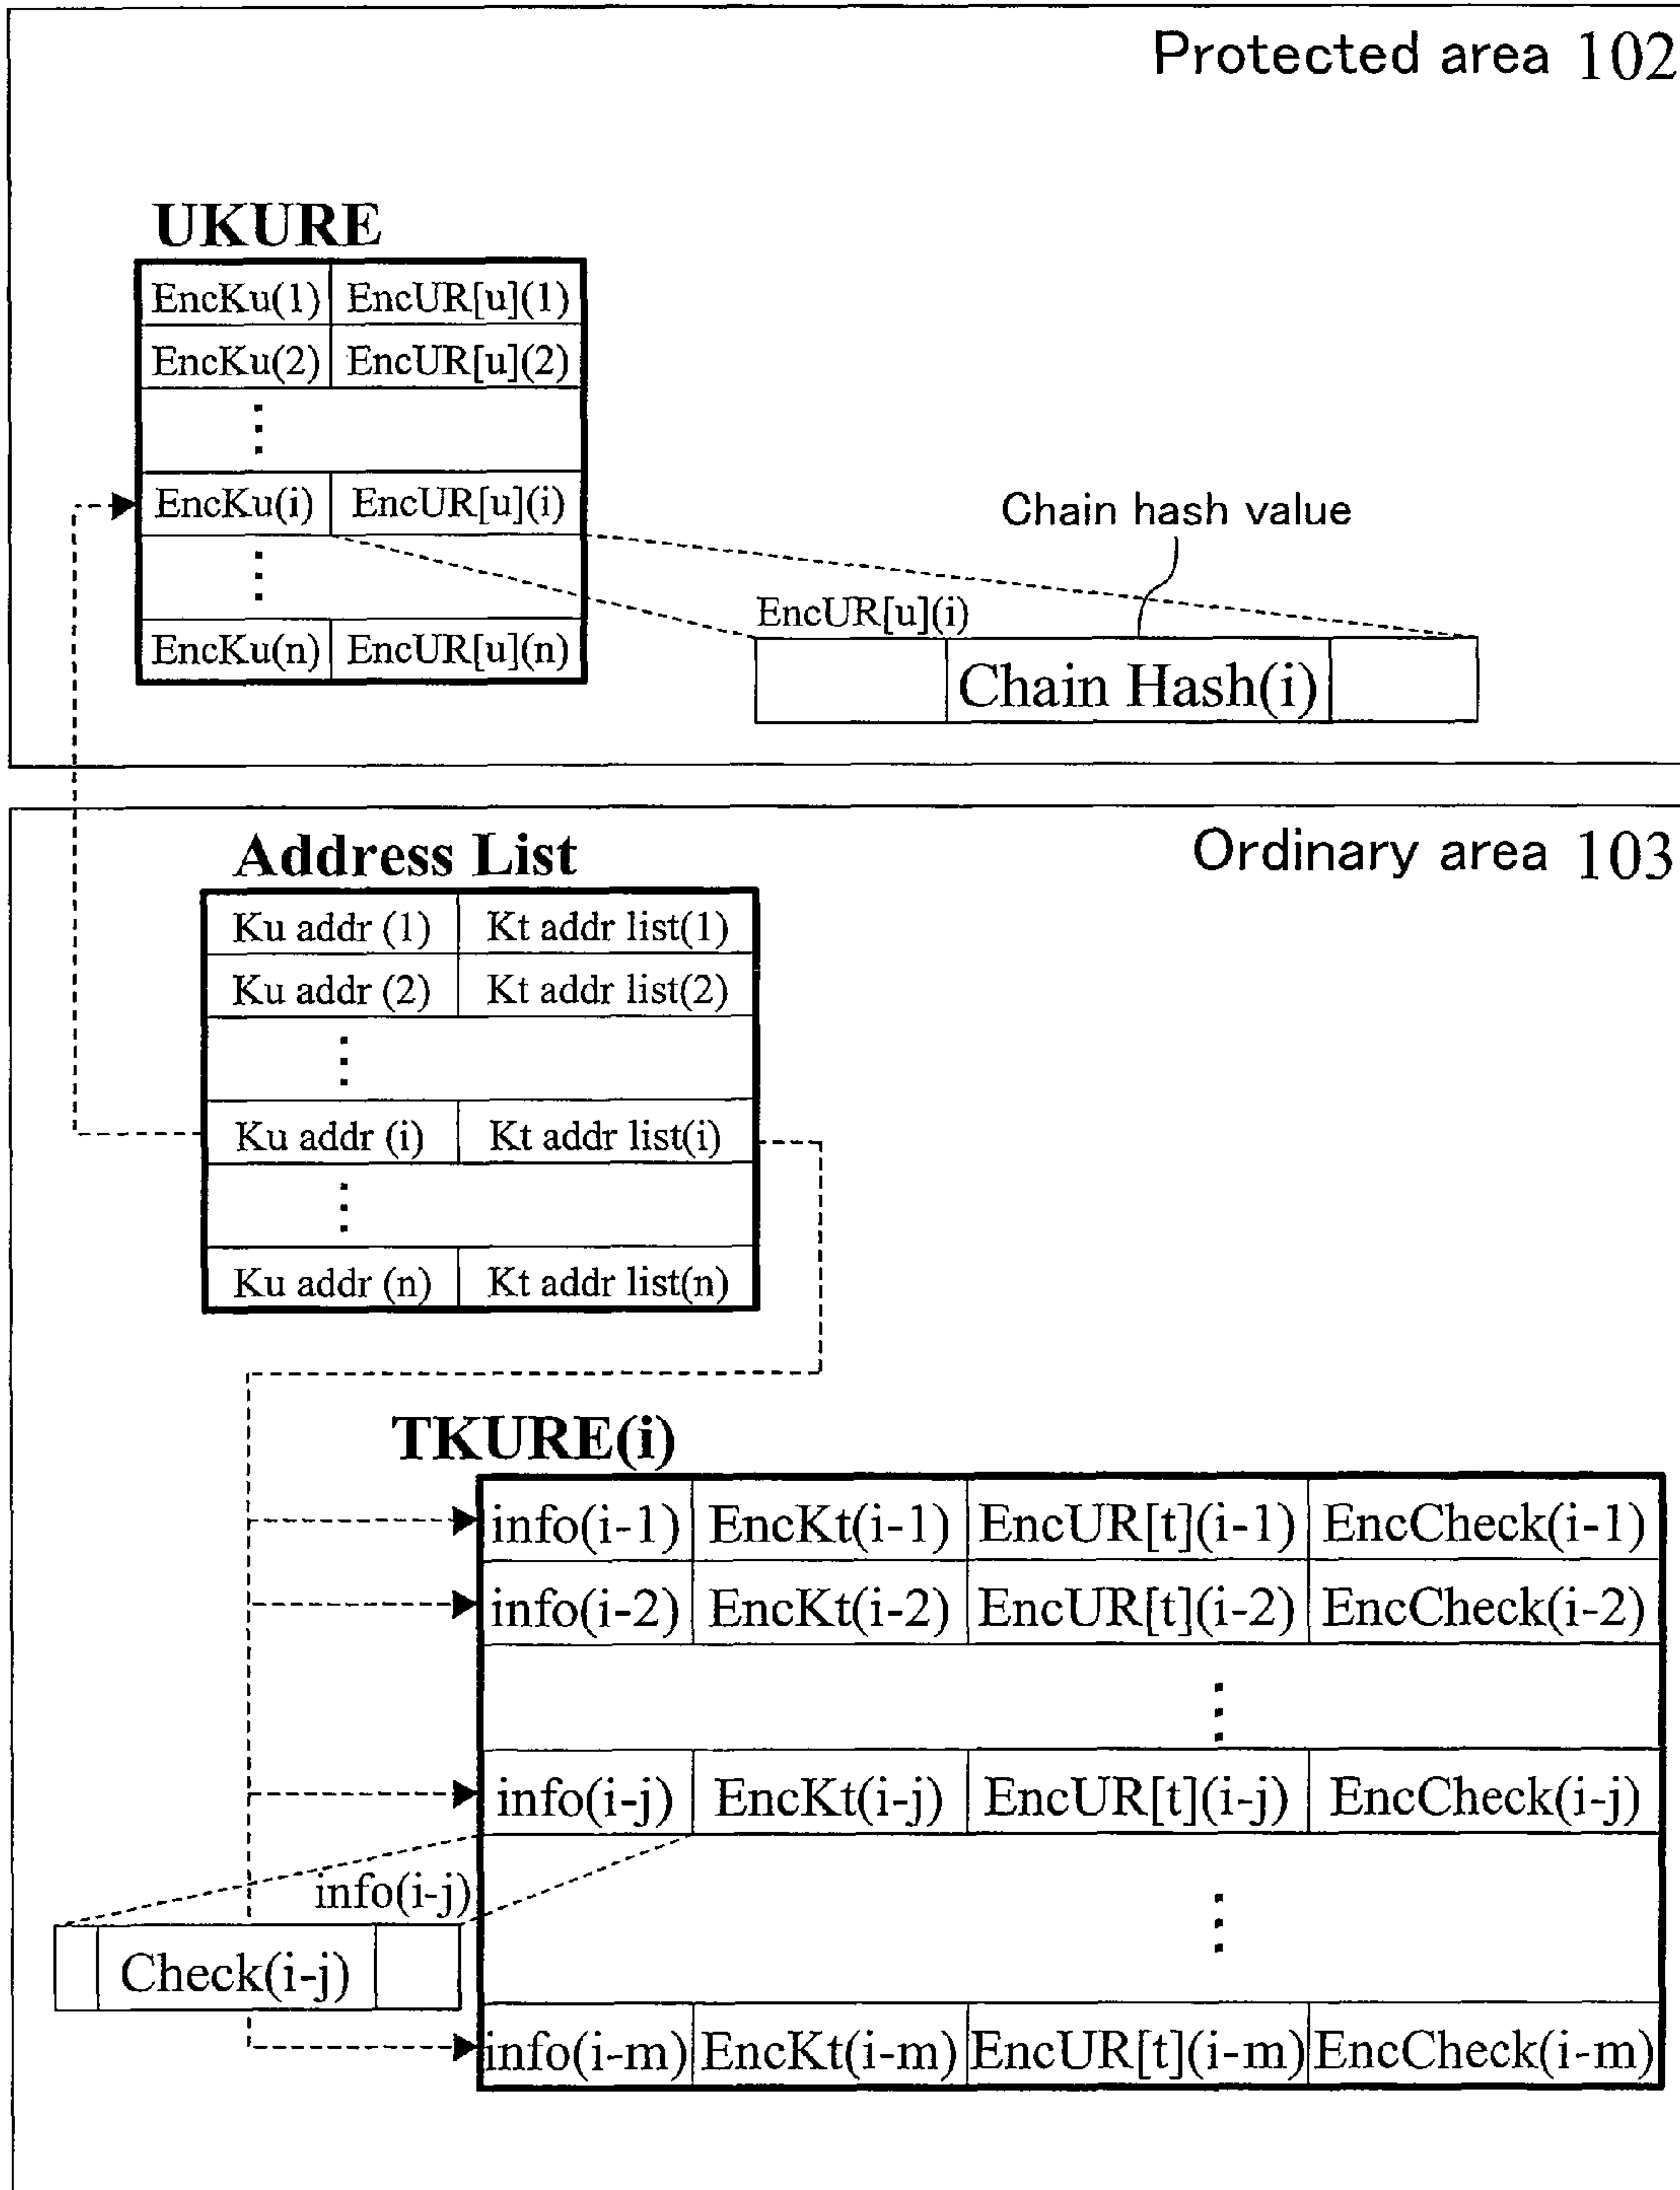 Protected area 102
UKURE
EncKu(1) EncUR[u](1)
EncKu(2) EncUR[u](2)
EncKu(i) EncUR[u](i)
EncKu(n) EncUR[u](n)
Chain hash value
EncUR[u](i)
Chain Hash(i)
Ordinary area 103
Address List
Ku addr (1) Kt addr list(1)
Ku addr (2) Kt addr list(2)
Ku addr (i) Kt addr list(i)
Ku addr (n) Kt addr list(n)
TKURE(i)
info(i-1) EncKt(i-1) EncUR[t](i-1) EncCheck(i-1)
info(i-2) EncKt(i-2) EncUR[t](i-2) EncCheck(i-2)
info(i-j) EncKt(i-j) EncUR[t](i-j) EncCheck(i-j)
info(i-j)
Check(i-j)
info(i-m) EncKt(i-m) EncUR[t](i-m) EncCheck(i-m)